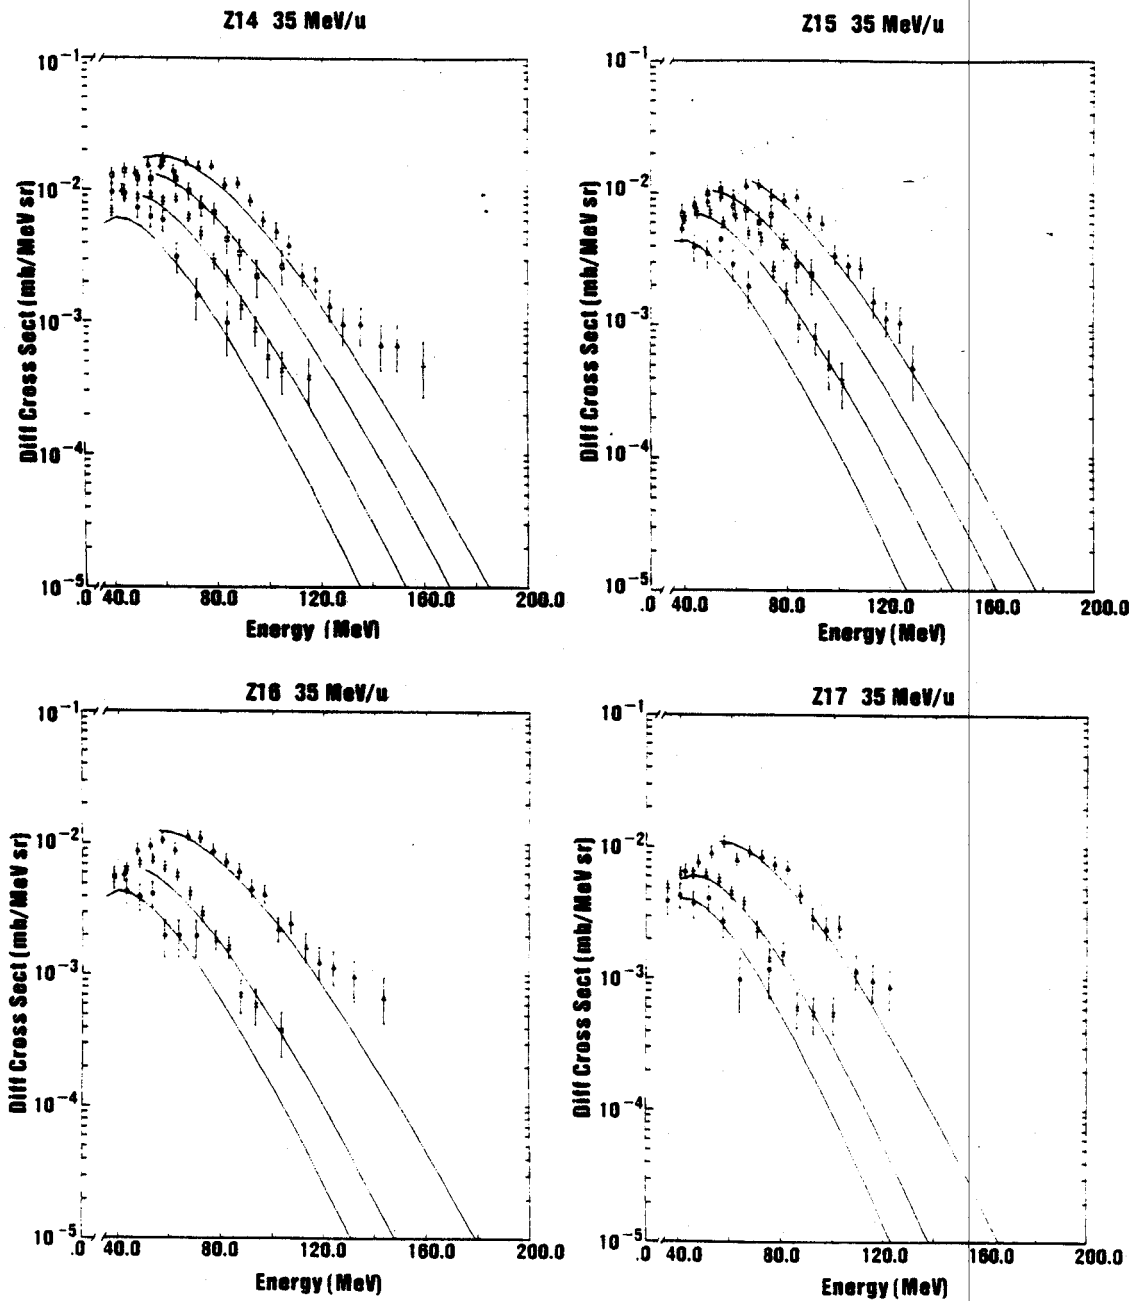 Z14 35 MeV/u
10⁻¹
10⁻²
10⁻³
10⁻⁴
10⁻⁵
Diff Cross Sect (mb/MeV sr)
.0 40.0 80.0 120.0 160.0 200.0
Energy (MeV)
Z15 35 MeV/u
10⁻¹
10⁻²
10⁻³
10⁻⁴
10⁻⁵
Diff Cross Sect (mb/MeV sr)
.0 40.0 80.0 120.0 160.0 200.0
Energy (MeV)
Z16 35 MeV/u
10⁻¹
10⁻²
10⁻³
10⁻⁴
10⁻⁵
Diff Cross Sect (mb/MeV sr)
.0 40.0 80.0 120.0 160.0 200.0
Energy (MeV)
Z17 35 MeV/u
10⁻¹
10⁻²
10⁻³
10⁻⁴
10⁻⁵
Diff Cross Sect (mb/MeV sr)
.0 40.0 80.0 120.0 160.0 200.0
Energy (MeV)